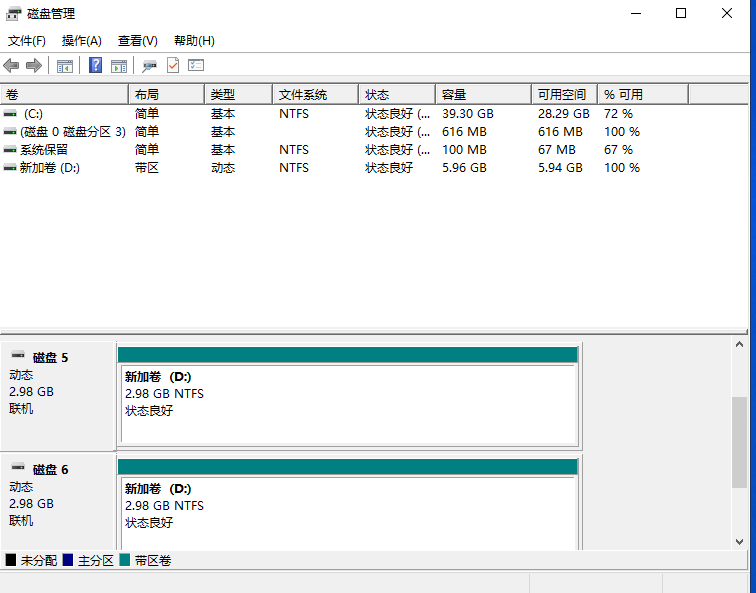 磁盘管理
文件(F) 操作(A) 查看(V) 帮助(H)
卷 布局 类型 文件系统 状态 容量 可用空间 % 可用
(C:) 简单 基本 NTFS 状态良好 (... 39.30 GB 28.29 GB 72 %
(磁盘 0 磁盘分区 3) 简单 基本 状态良好 (... 616 MB 616 MB 100 %
系统保留 简单 基本 NTFS 状态良好 (... 100 MB 67 MB 67 %
新加卷 (D:) 带区 动态 NTFS 状态良好 5.96 GB 5.94 GB 100 %
磁盘 5
动态
2.98 GB
联机
新加卷 (D:)
2.98 GB NTFS
状态良好
磁盘 6
动态
2.98 GB
联机
新加卷 (D:)
2.98 GB NTFS
状态良好
未分配 主分区 带区卷